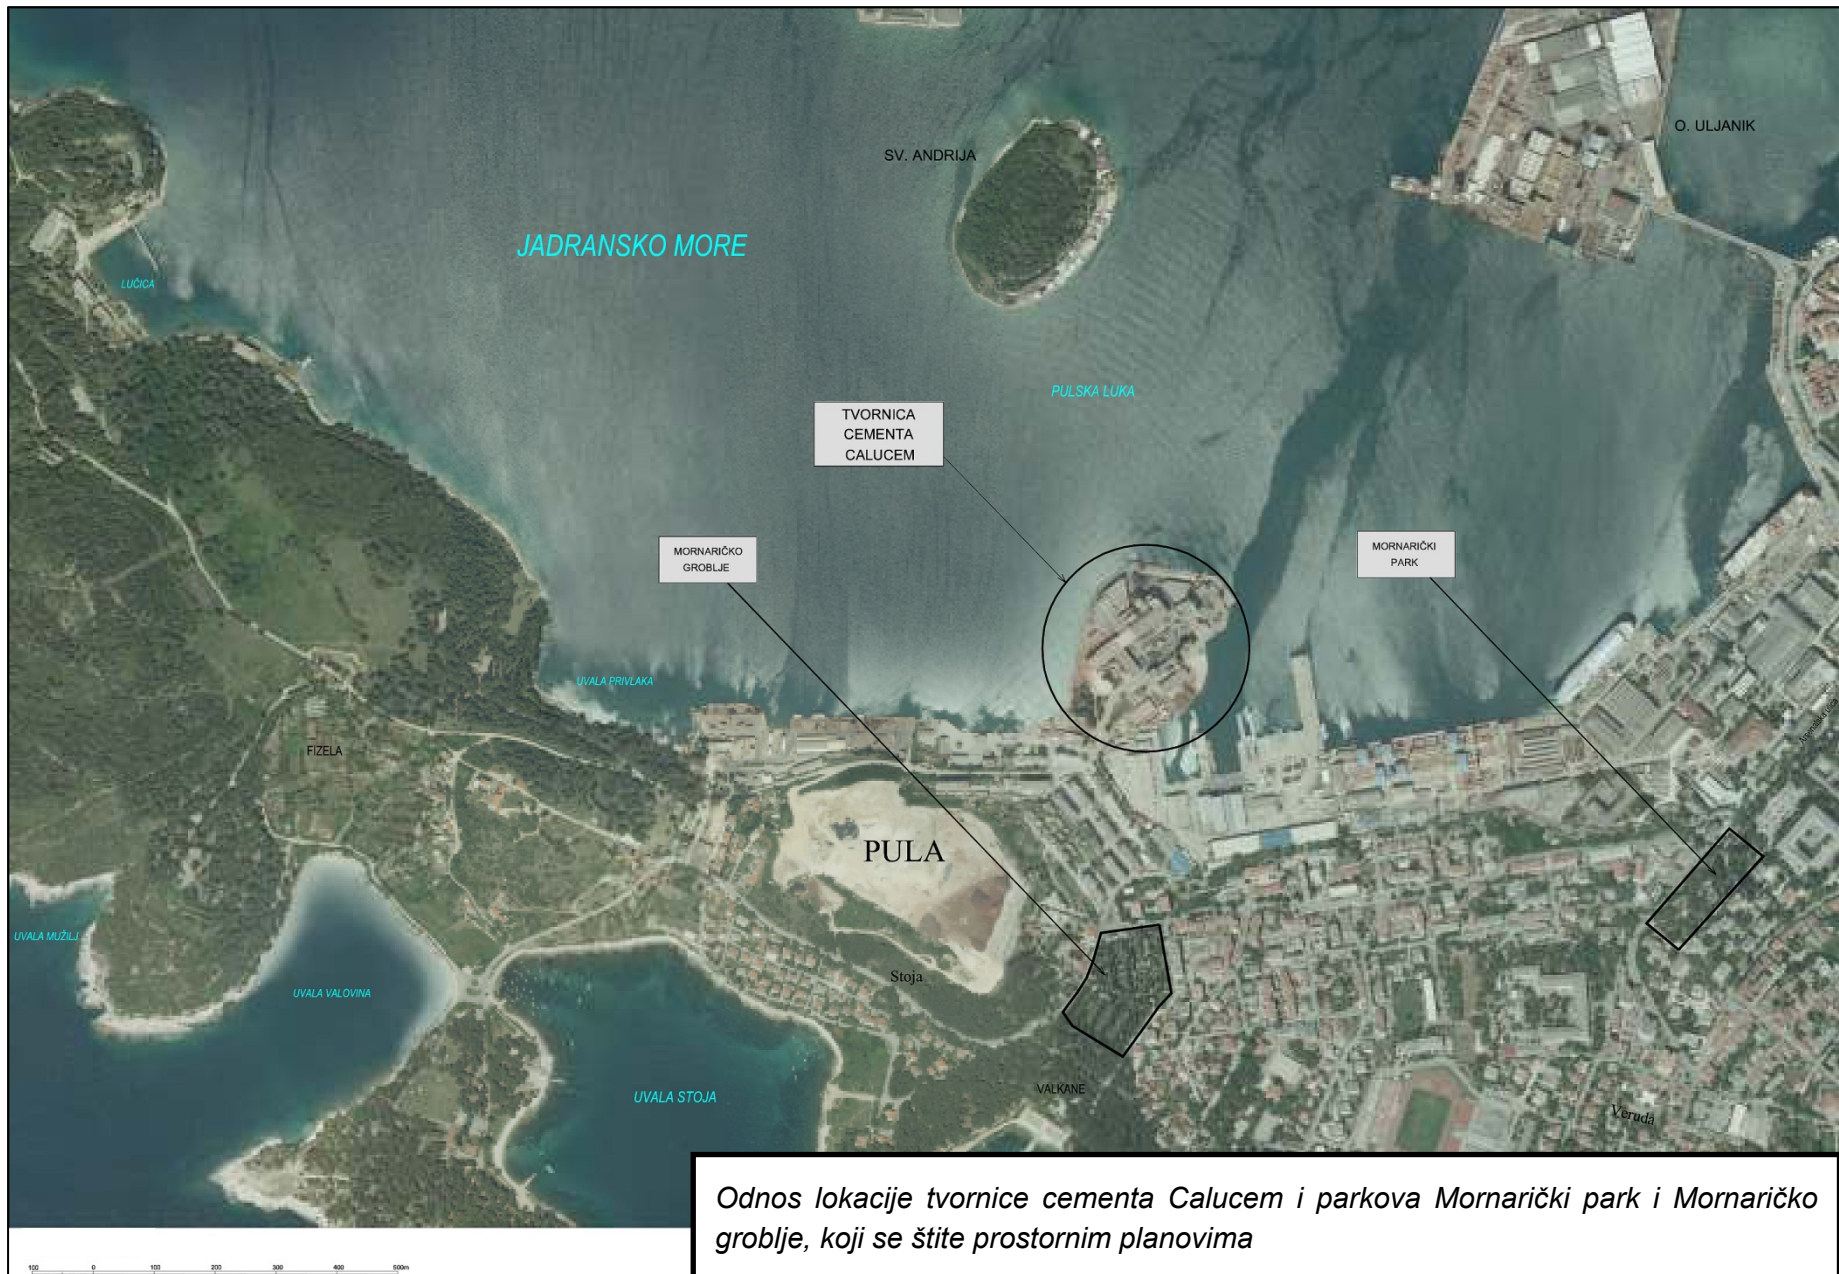 O. ULJANIK
SV. ANDRIJA
JADRANSKO MORE
LUČICA
PULSKA LUKA
TVORNICA
CEMENTA
CALUCEM
MORNARIČKO
GROBLJE
MORNARIČKI
PARK
UVALA PRIVLAKA
FIZELA
PULA
UVALA MUŽILJ
UVALA VALOVINA
Stoja
UVALA STOJA
VALKANE
Veruda
Odnos lokacije tvornice cementa Calucem i parkova Mornarički park i Mornaričko
groblje, koji se štite prostornim planovima
100 0 100 200 300 400 500m